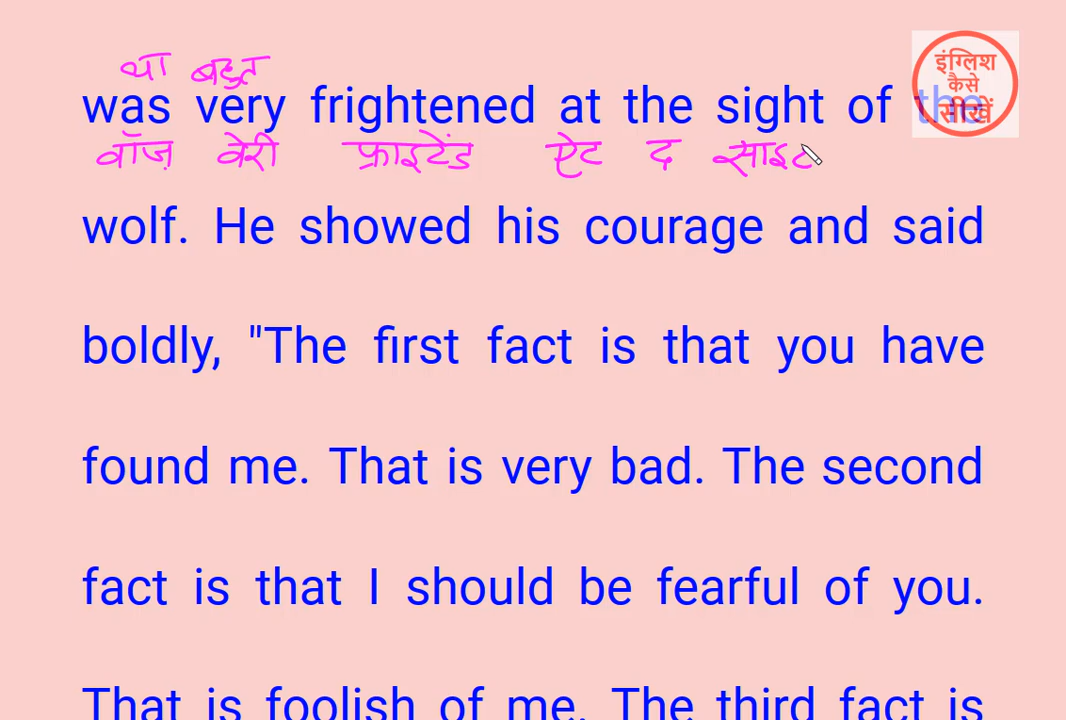 था बहुत
was very frightened at the sight of the
वॉज़ वेरी फ्राइटेंड ऐट द साइट
wolf. He showed his courage and said
boldly, "The first fact is that you have
found me. That is very bad. The second
fact is that I should be fearful of you.
That is foolish of me. The third fact is
इंग्लिश
कैसे
सीखें